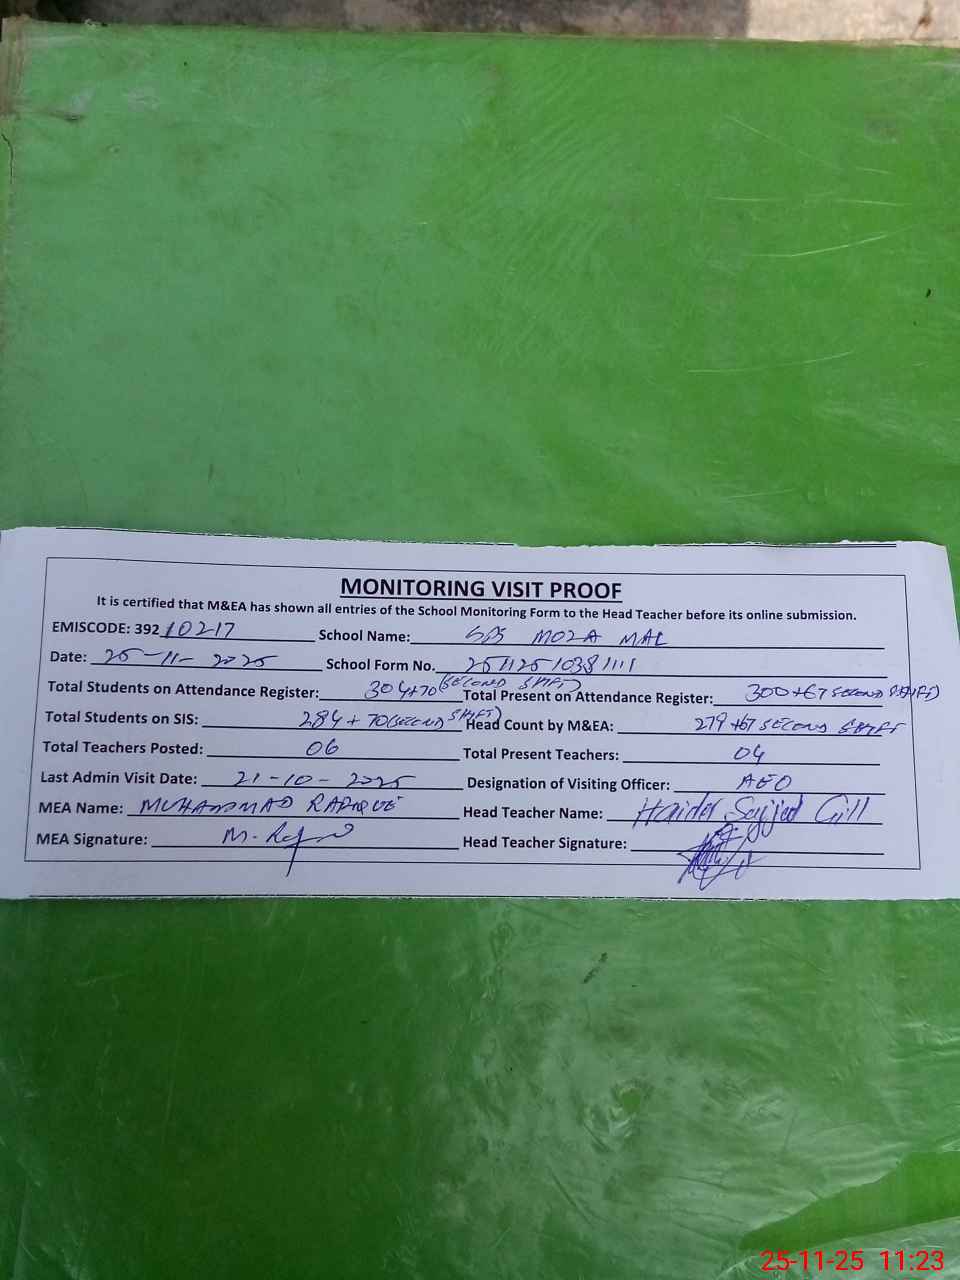 MONITORING VISIT PROOF
It is certified that M&EA has shown all entries of the School Monitoring Form to the Head Teacher before its online submission.
EMISCODE: 39210217 School Name: MOZA MAL
Date: 25-11-2025 School Form No. 251125-10381111
Total Students on Attendance Register: 304+70(SECOND SHIFT) Total Present on Attendance Register: 300+67 SECOND SHIFT)
Total Students on SIS: 284+70(SECOND SHIFT) Head Count by M&EA: 279+67 SECOND SHIFT
Total Teachers Posted: 06 Total Present Teachers: 04
Last Admin Visit Date: 21-10-2025 Designation of Visiting Officer: AEO
MEA Name: MUHAMMAD RAFIQUE Head Teacher Name: Haider Sajjad Gill
MEA Signature: Head Teacher Signature:
25-11-25 11:23